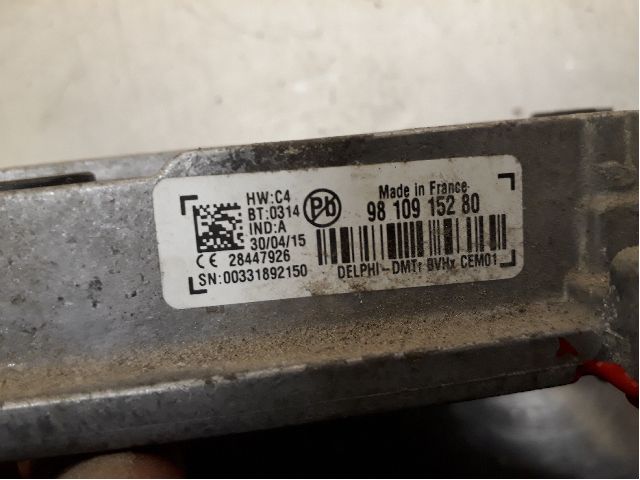 HW:C4
BT:0314
IND:A
30/04/15
CE 28447926
SN:00331892150
Pb
Made in France
98 109 152 80
DELPHI-DMTr BVHx CEM01